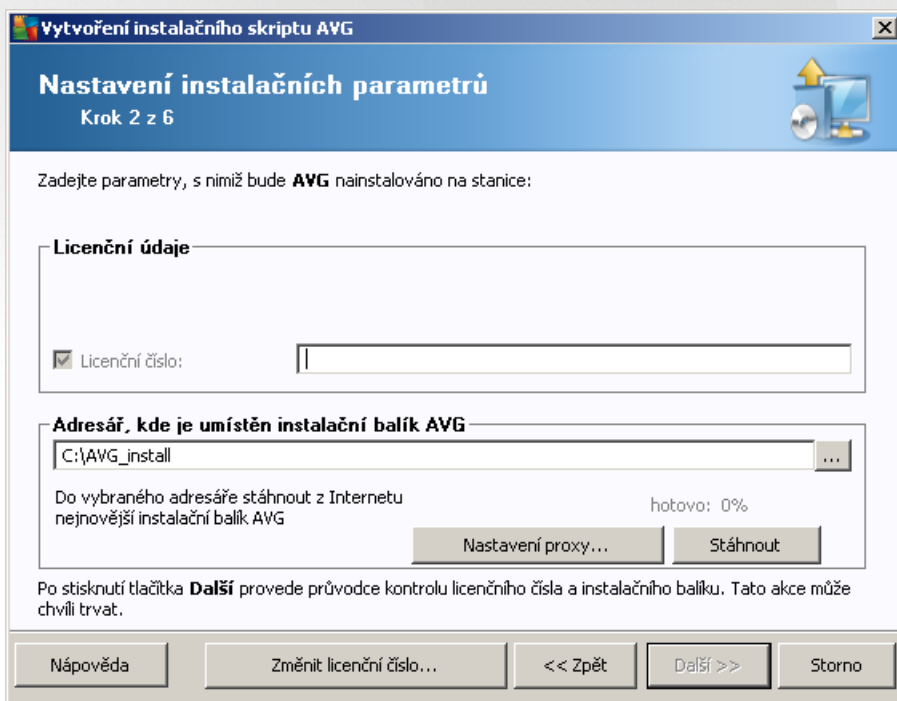 Vytvoření instalačního skriptu AVG
Nastavení instalačních parametrů
Krok 2 z 6
Zadejte parametry, s nimiž bude AVG nainstalováno na stanice:
Licenční údaje
Licenční číslo:
Adresář, kde je umístěn instalační balík AVG
C:\AVG_install
...
Do vybraného adresáře stáhnout z Internetu
nejnovější instalační balík AVG
hotovo: 0%
Nastavení proxy...
Stáhnout
Po stisknutí tlačítka Další provede průvodce kontrolu licenčního čísla a instalačního balíku. Tato akce může
chvíli trvat.
Nápověda
Změnit licenční číslo...
<< Zpět
Další >>
Storno